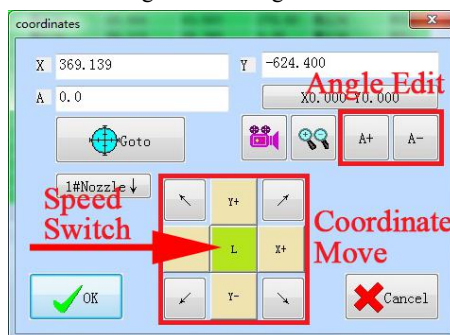 coordinates
X 369.139 Y -624.400
Angle Edit
A 0.0 X0.000 Y0.000
Goto A+ A-
1#Nozzle↓
Speed Switch
Y+
L X+
Coordinate Move
OK Y- Cancel